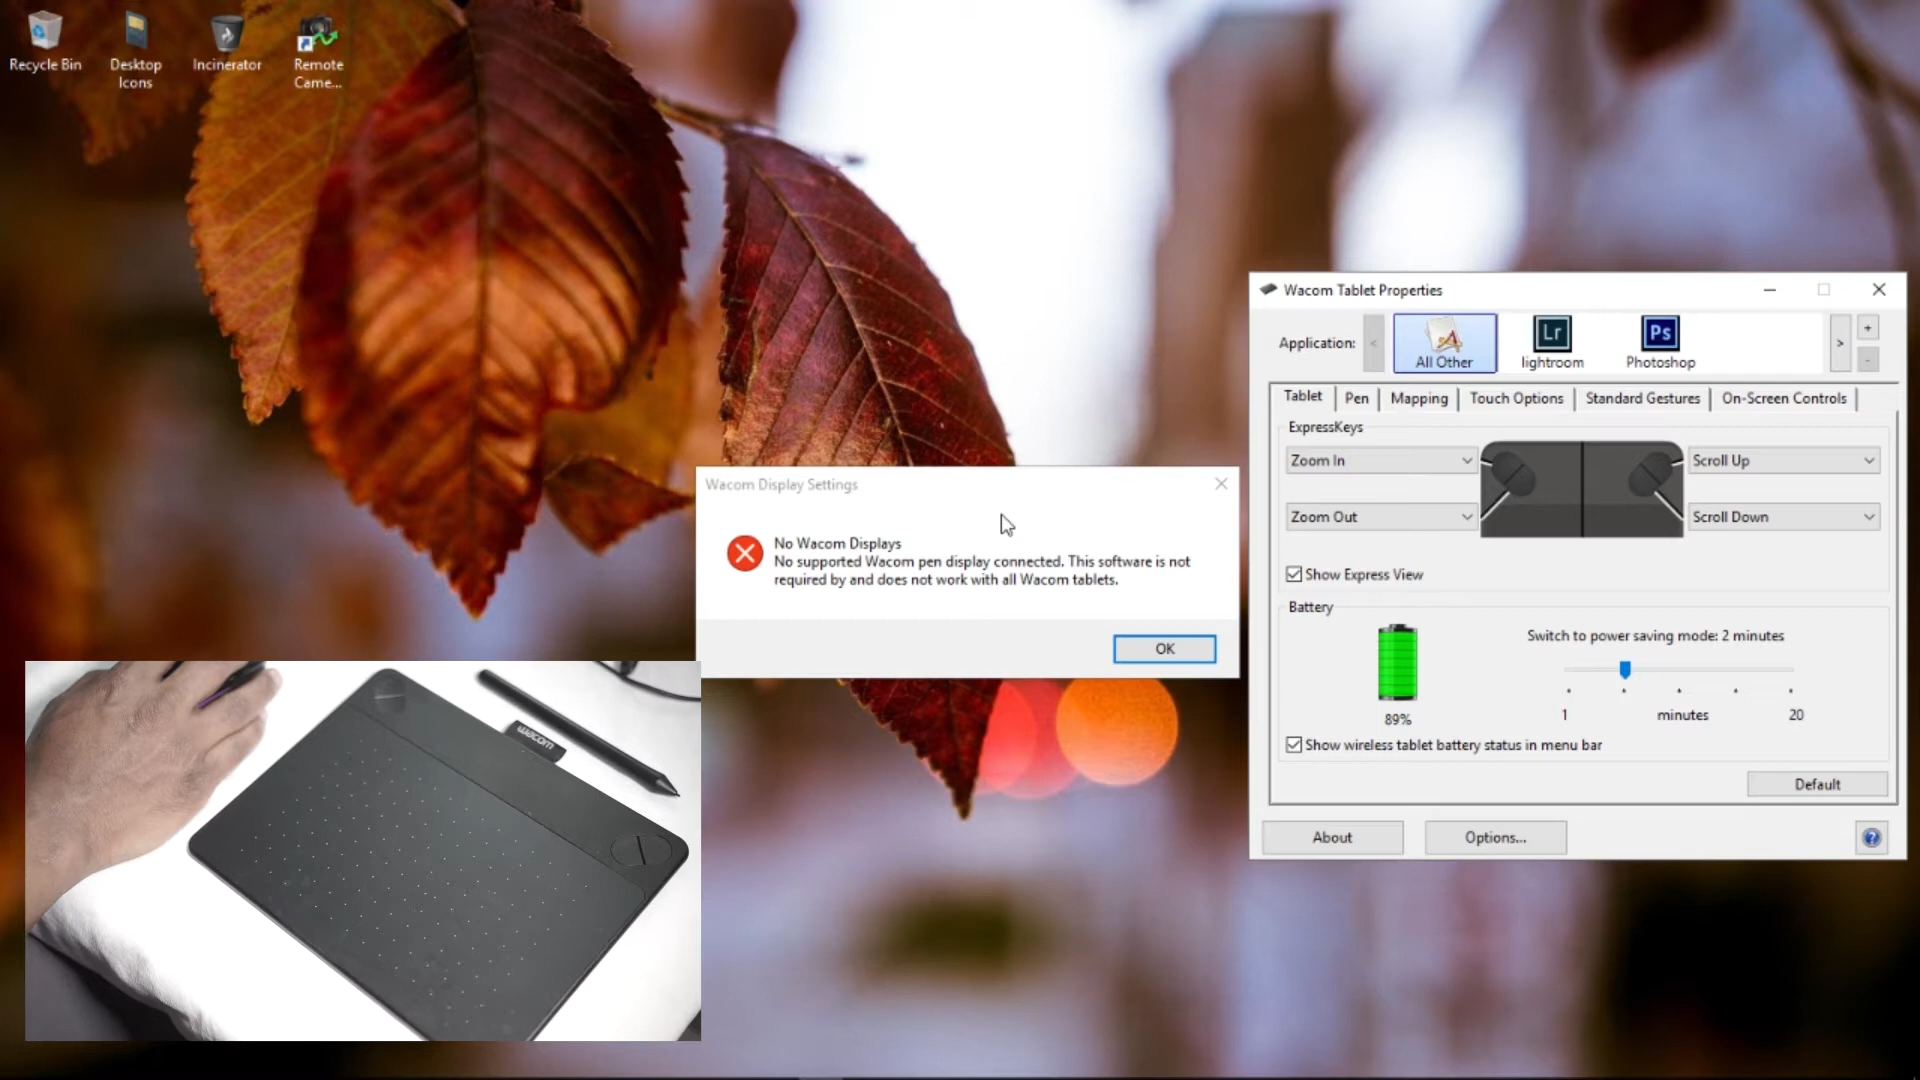 Recycle Bin
Desktop
Icons
Incinerator
Remote
Came...
Wacom Tablet Properties
Application:
<
All Other
Lr
lightroom
Ps
Photoshop
>
+
-
Tablet
Pen
Mapping
Touch Options
Standard Gestures
On-Screen Controls
ExpressKeys
Zoom In
Scroll Up
Zoom Out
Scroll Down
Show Express View
Battery
Switch to power saving mode: 2 minutes
89%
1
minutes
20
Show wireless tablet battery status in menu bar
Default
About
Options...
?
Wacom Display Settings
No Wacom Displays
No supported Wacom pen display connected. This software is not
required by and does not work with all Wacom tablets.
OK
wacom